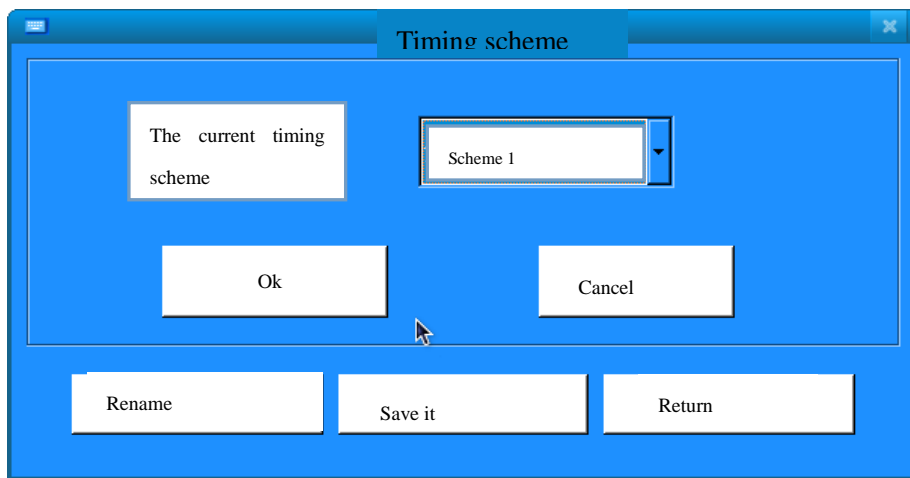 Timing scheme
The current timing
scheme
Scheme 1
Ok
Cancel
Rename
Save it
Return